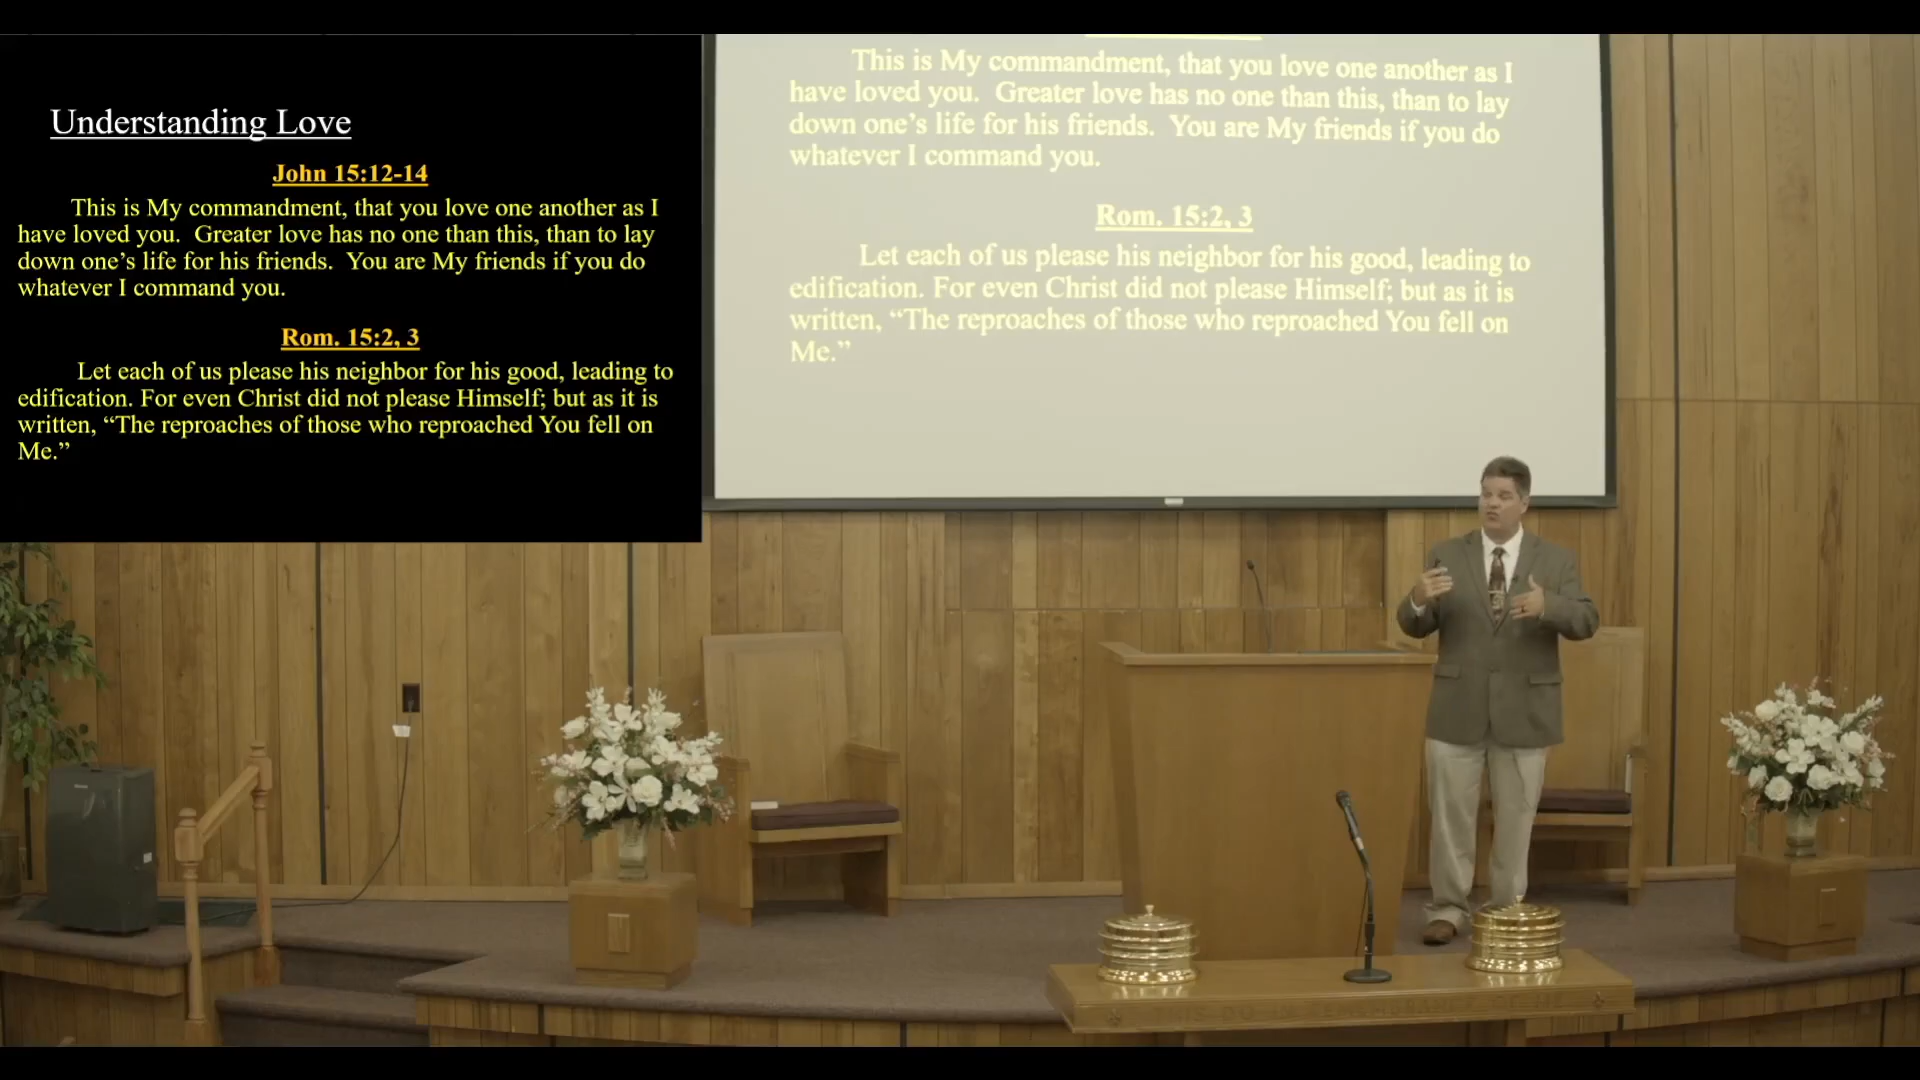 Understanding Love
John 15:12-14
This is My commandment, that you love one another as I
have loved you.  Greater love has no one than this, than to lay
down one’s life for his friends.  You are My friends if you do
whatever I command you.
Rom. 15:2, 3
Let each of us please his neighbor for his good, leading to
edification. For even Christ did not please Himself; but as it is
written, “The reproaches of those who reproached You fell on
Me.”
This is My commandment, that you love one another as I
have loved you.  Greater love has no one than this, than to lay
down one’s life for his friends.  You are My friends if you do
whatever I command you.
Rom. 15:2, 3
Let each of us please his neighbor for his good, leading to
edification. For even Christ did not please Himself; but as it is
written, “The reproaches of those who reproached You fell on
Me.”
THIS DO IN REMEMBRANCE OF ME